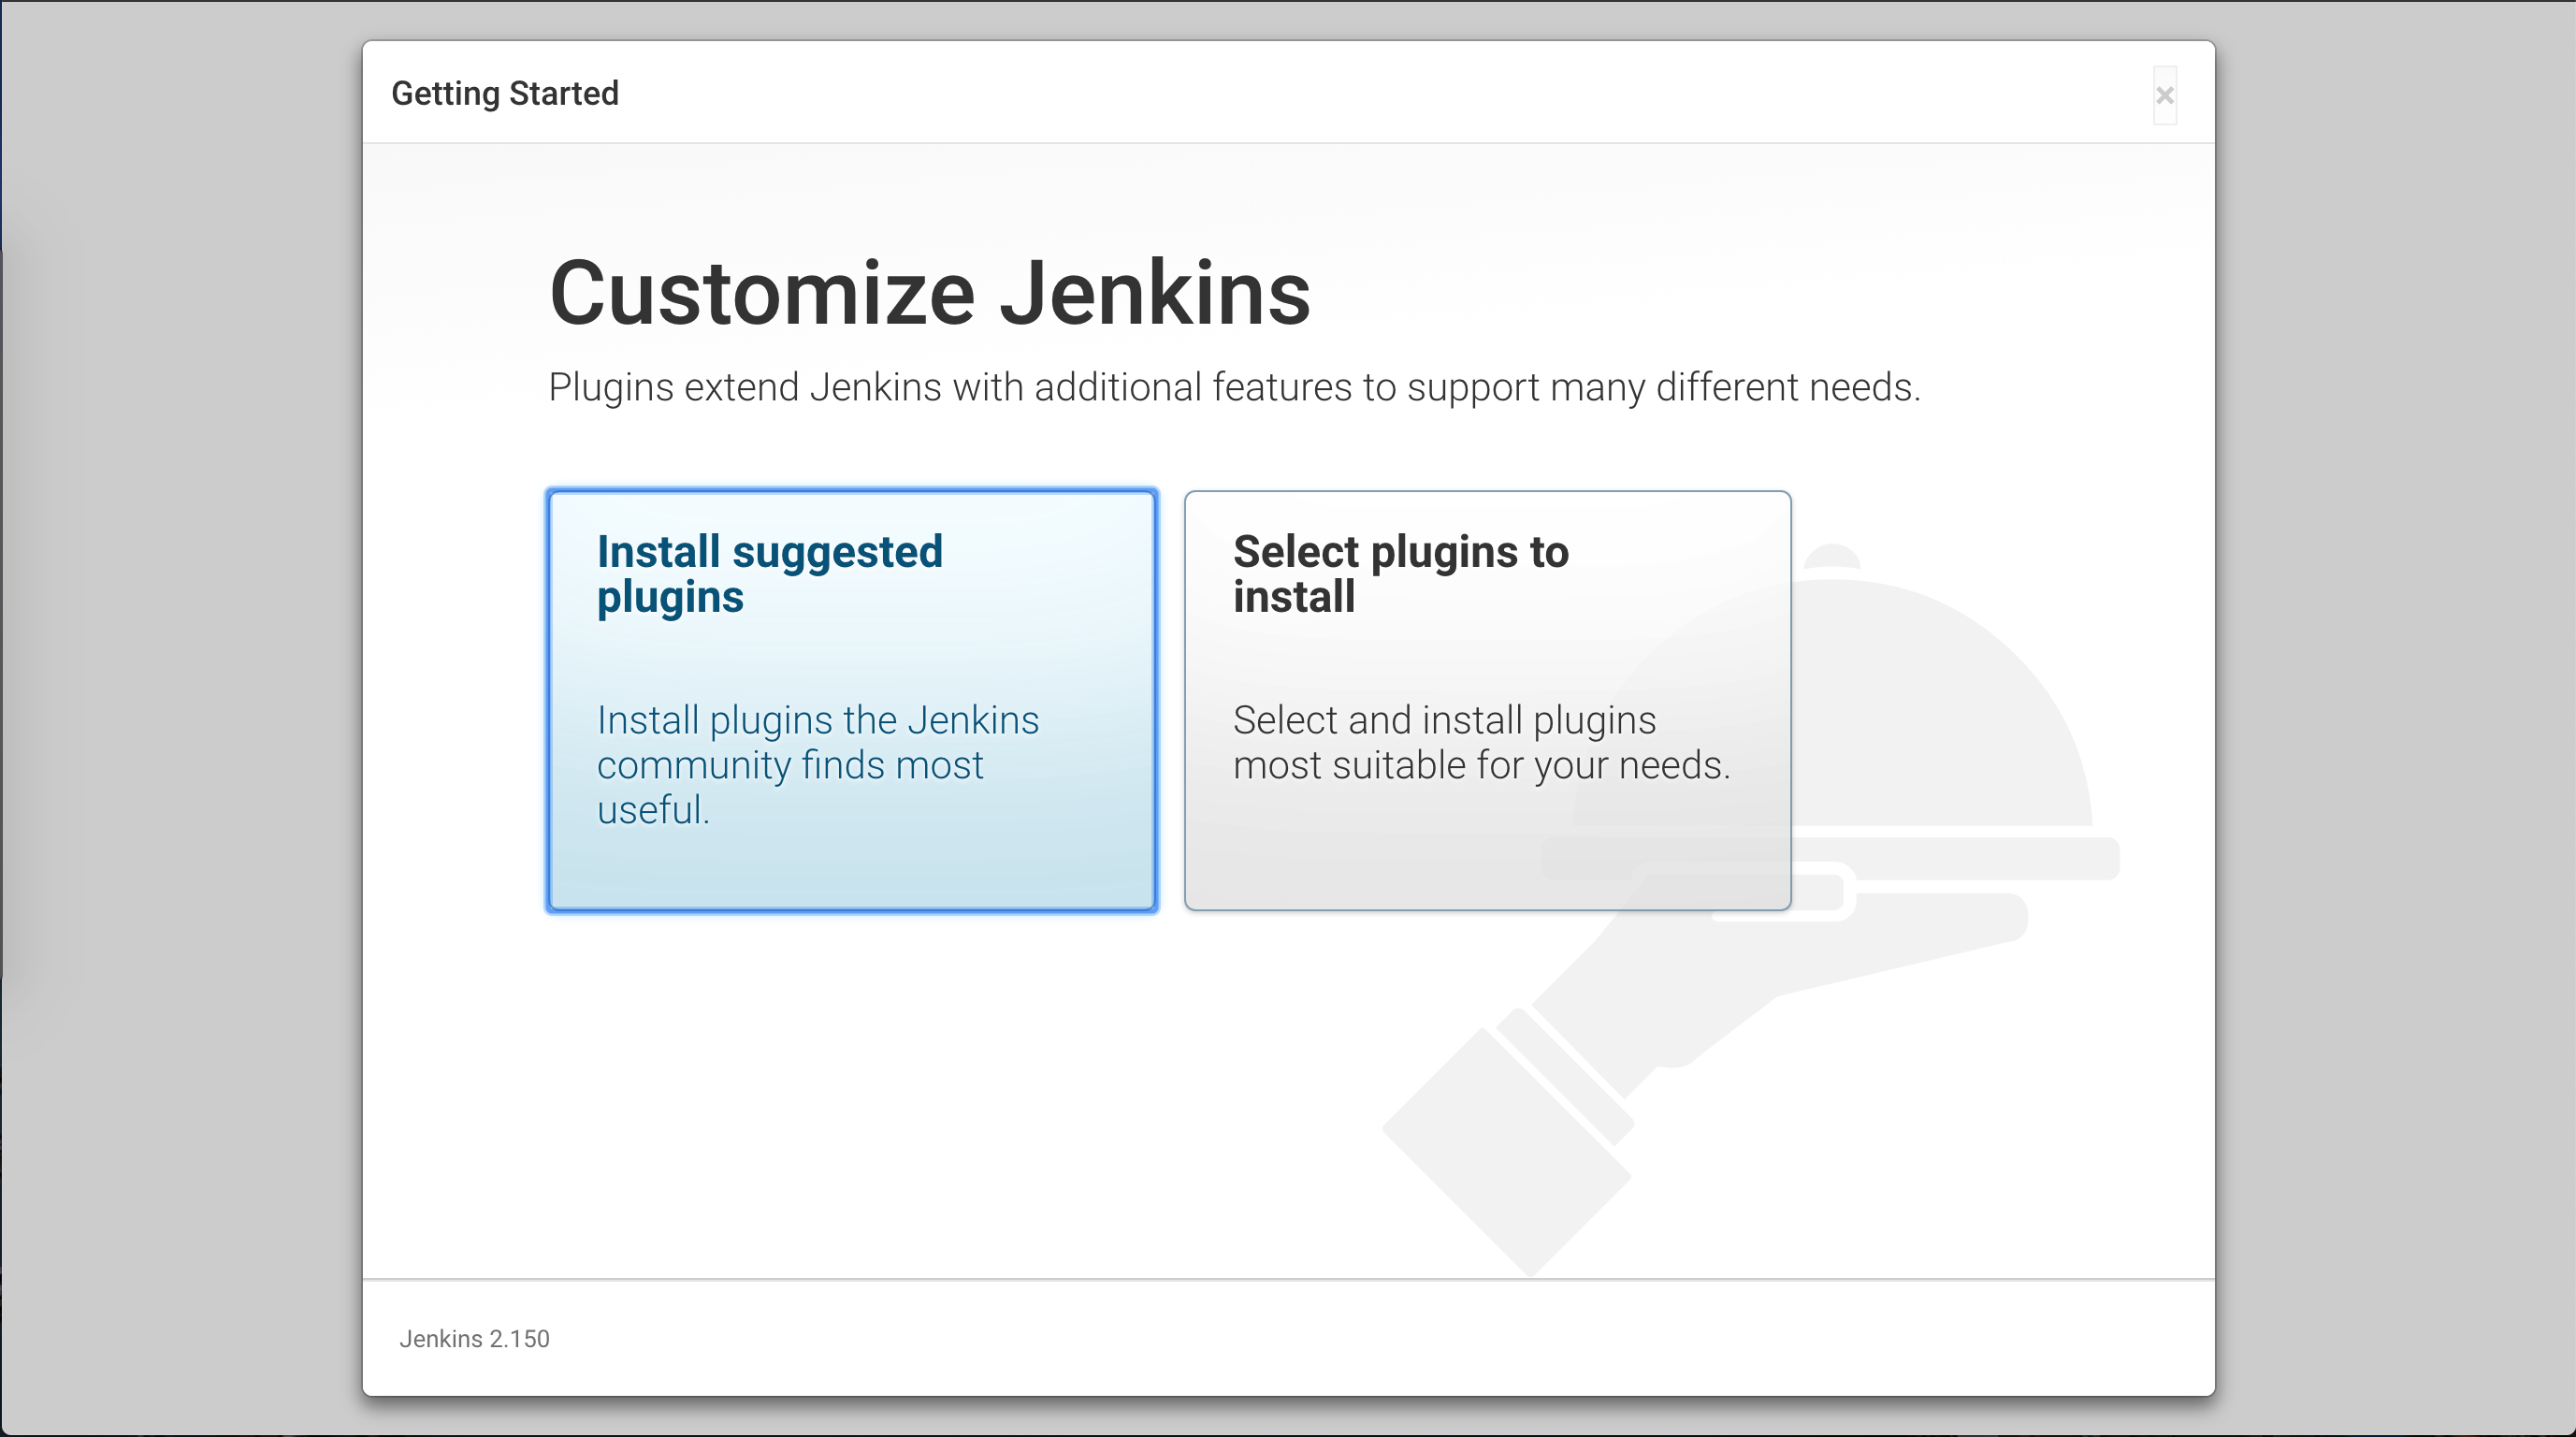 Getting Started
×
Customize Jenkins
Plugins extend Jenkins with additional features to support many different needs.
Install suggested
plugins
Install plugins the Jenkins
community finds most
useful.
Select plugins to
install
Select and install plugins
most suitable for your needs.
Jenkins 2.150